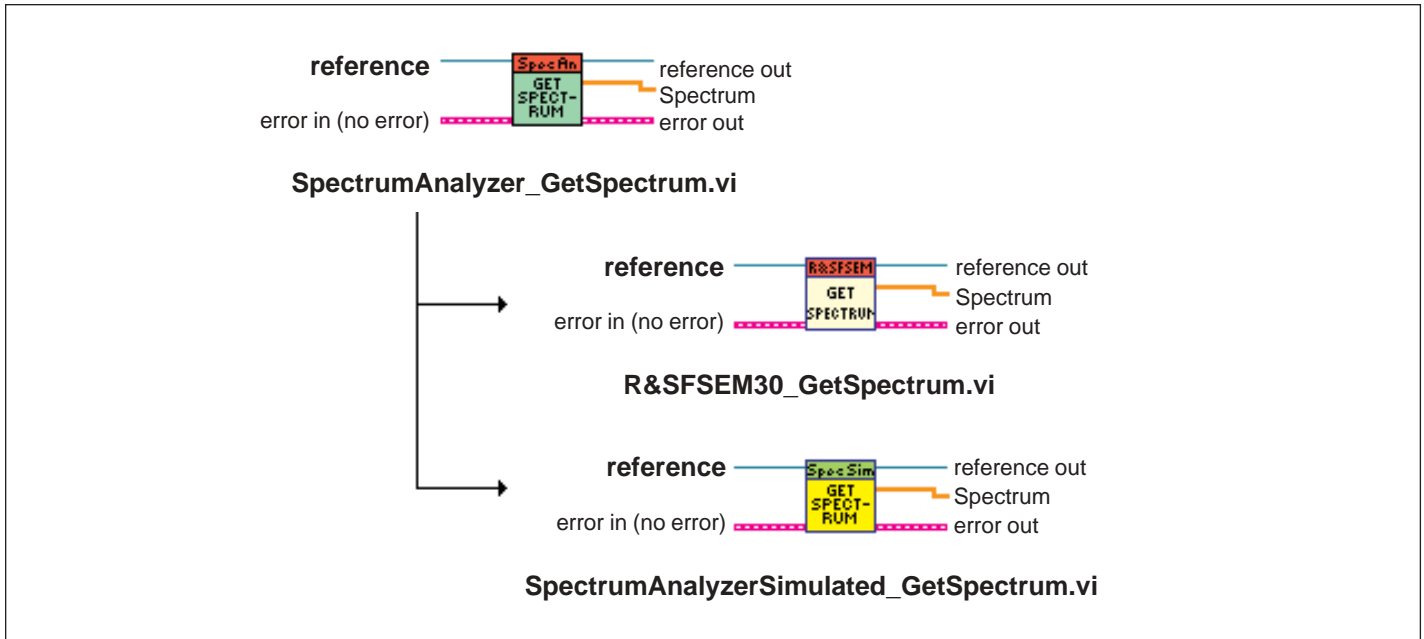 reference
SpecAn
GET
SPECT-
RUM
reference out
Spectrum
error in (no error)
error out
SpectrumAnalyzer_GetSpectrum.vi
reference
R&SFSEM
GET
SPECTRUM
reference out
Spectrum
error in (no error)
error out
R&SFSEM30_GetSpectrum.vi
reference
SpecSim
GET
SPECT-
RUM
reference out
Spectrum
error in (no error)
error out
SpectrumAnalyzerSimulated_GetSpectrum.vi